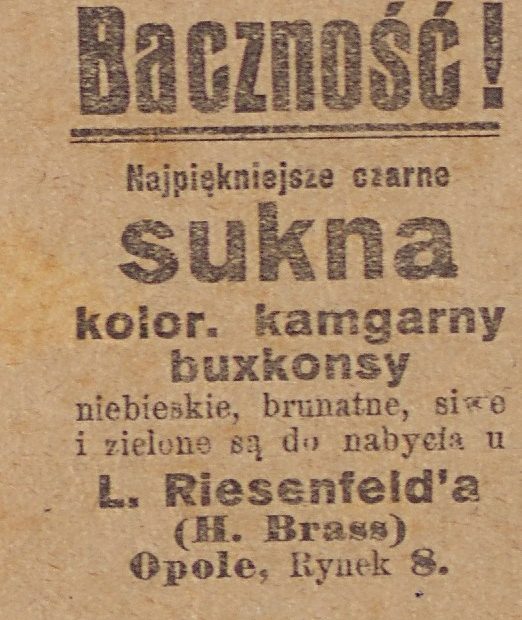 Baczność!
Najpiękniejsze czarne
sukna
kolor. kamgarny
buxkonsy
niebieskie, brunatne, siwe
i zielone są do nabycia u
L. Riesenfeld'a
(H. Brass)
Opole, Rynek 8.